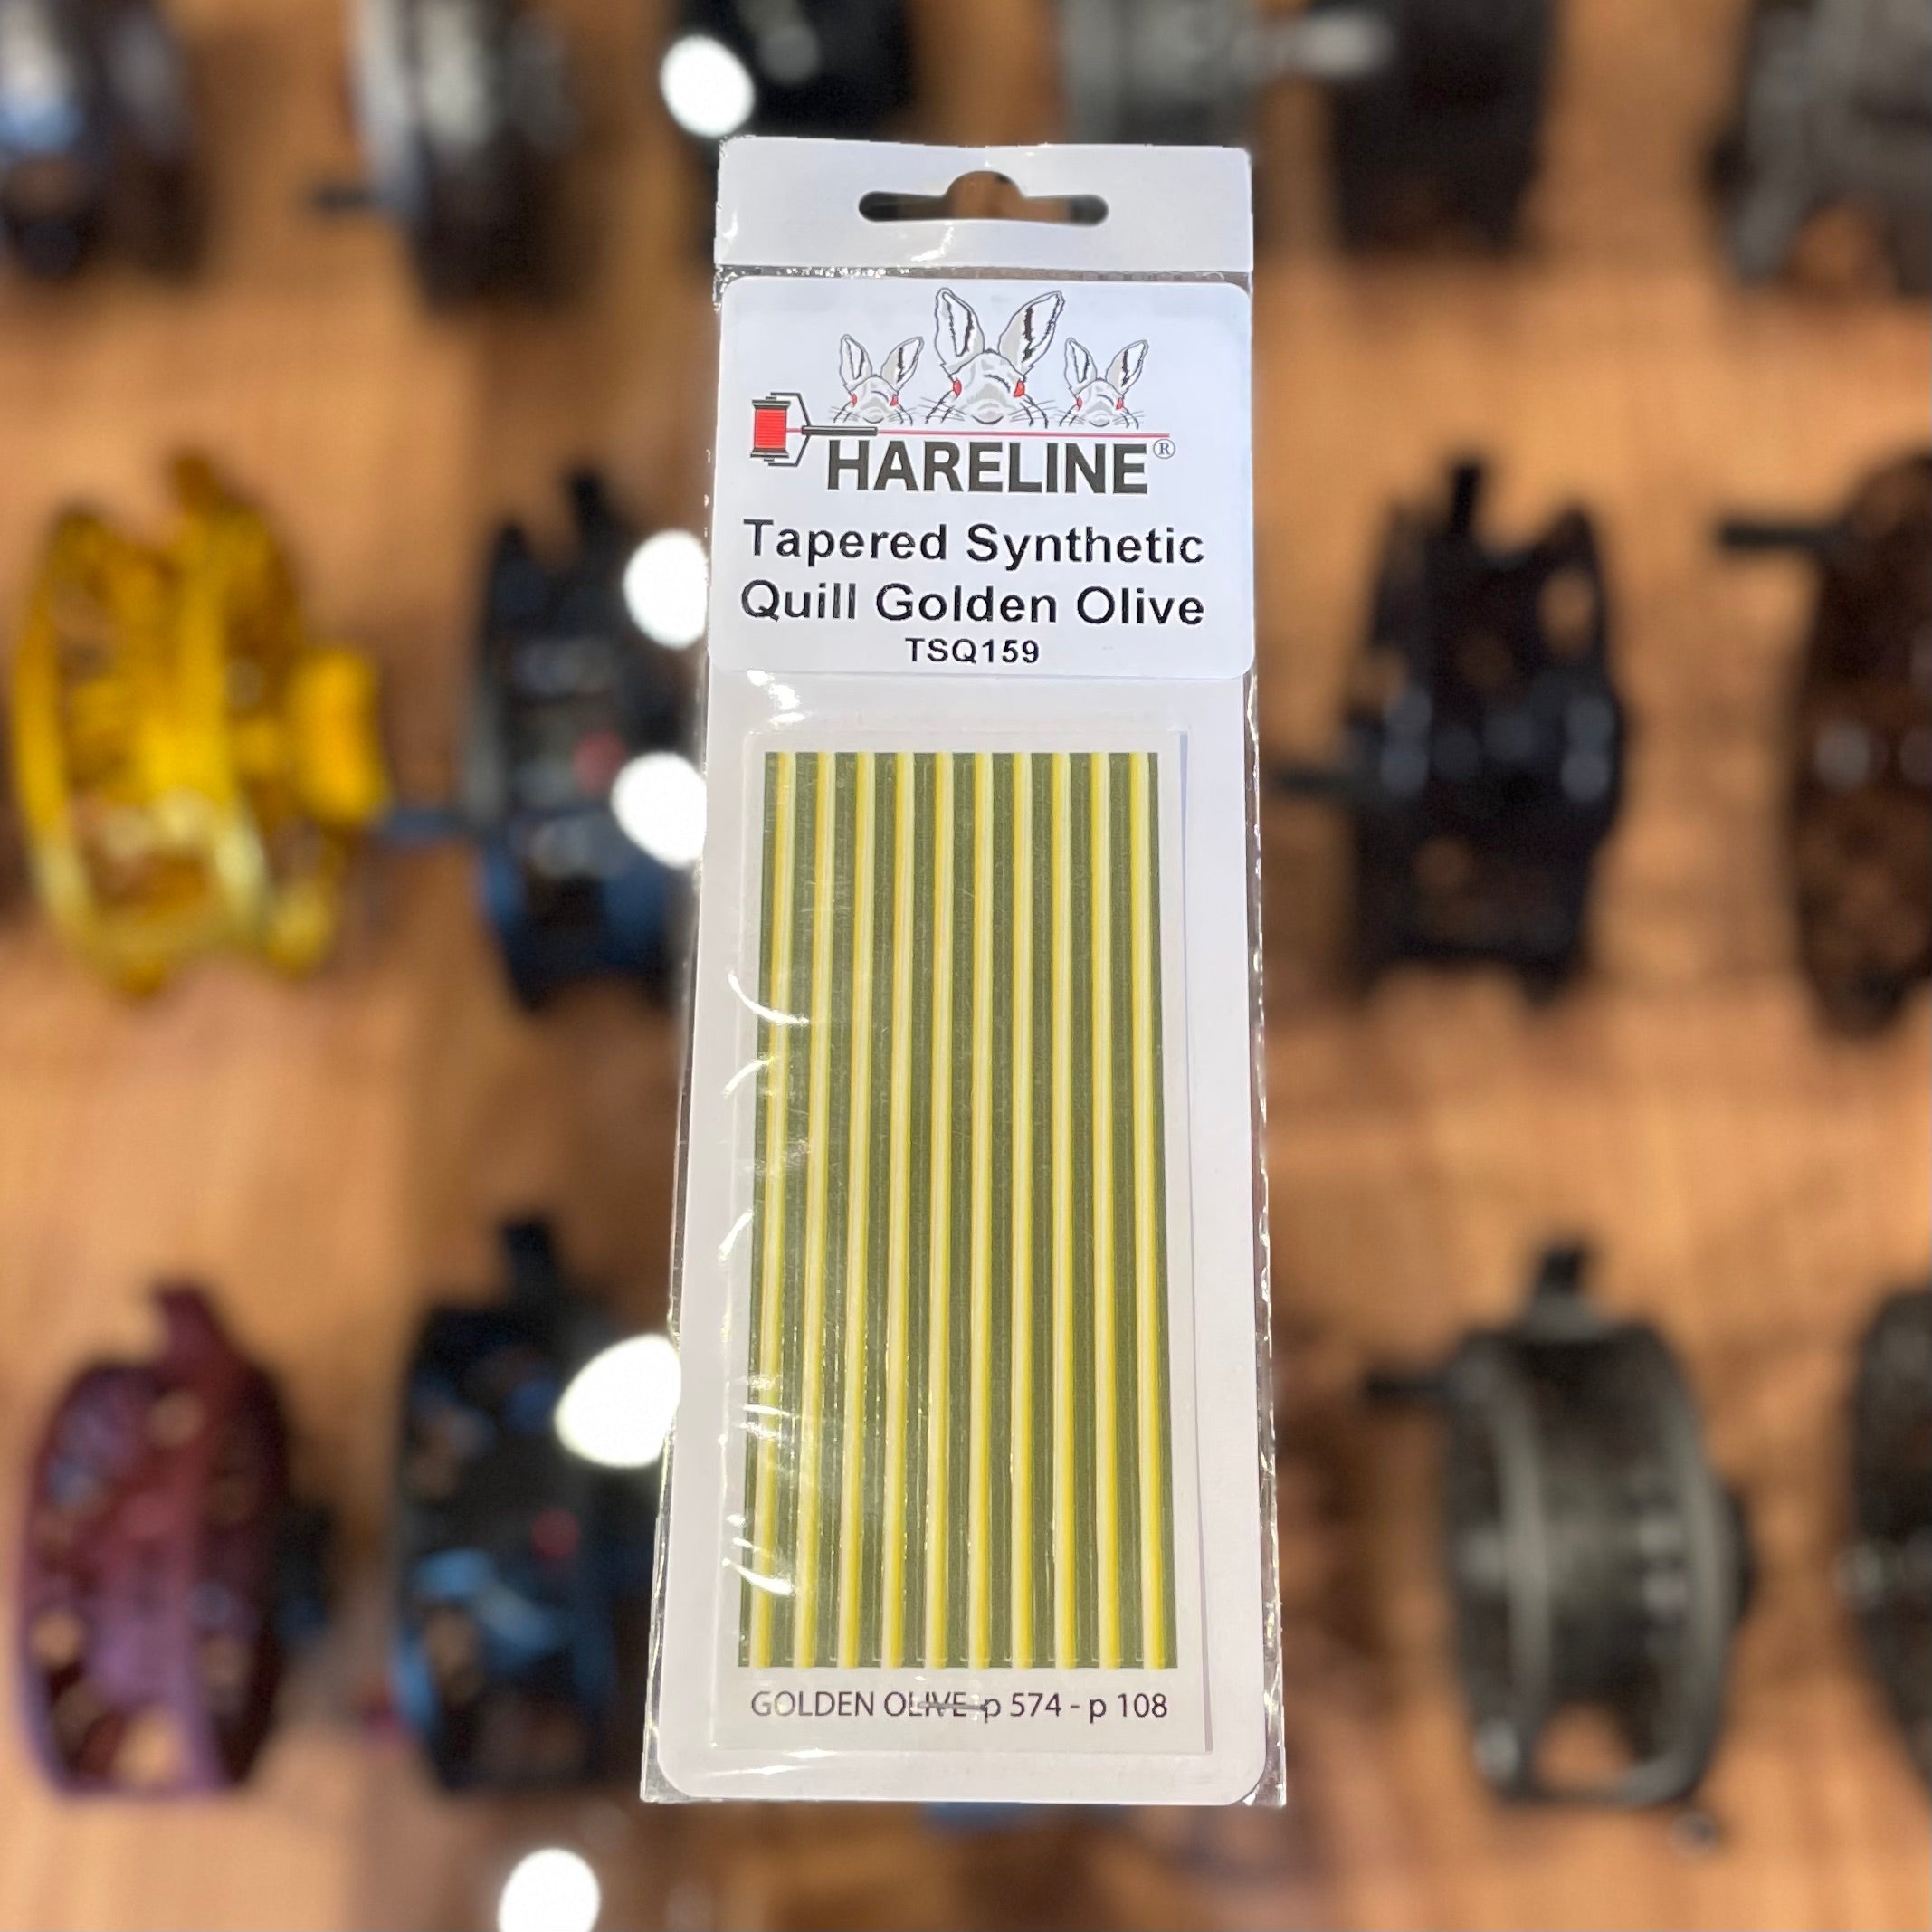 HARELINE®
Tapered Synthetic
Quill Golden Olive
TSQ159
GOLDEN OLIVE p 574 - p 108